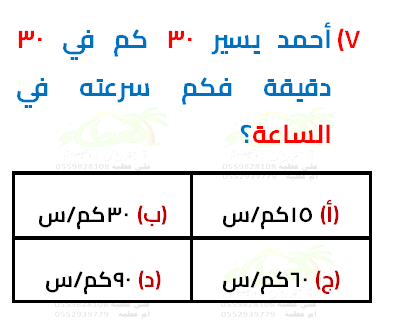 ٧) أحمد يسير ٣٠ كم في ٣٠
دقيقة فكم سرعته في
الساعة؟
(أ) ١٥كم/س
(ب) ٣٠كم/س
(ج) ٦٠كم/س
(د) ٩٠كم/س